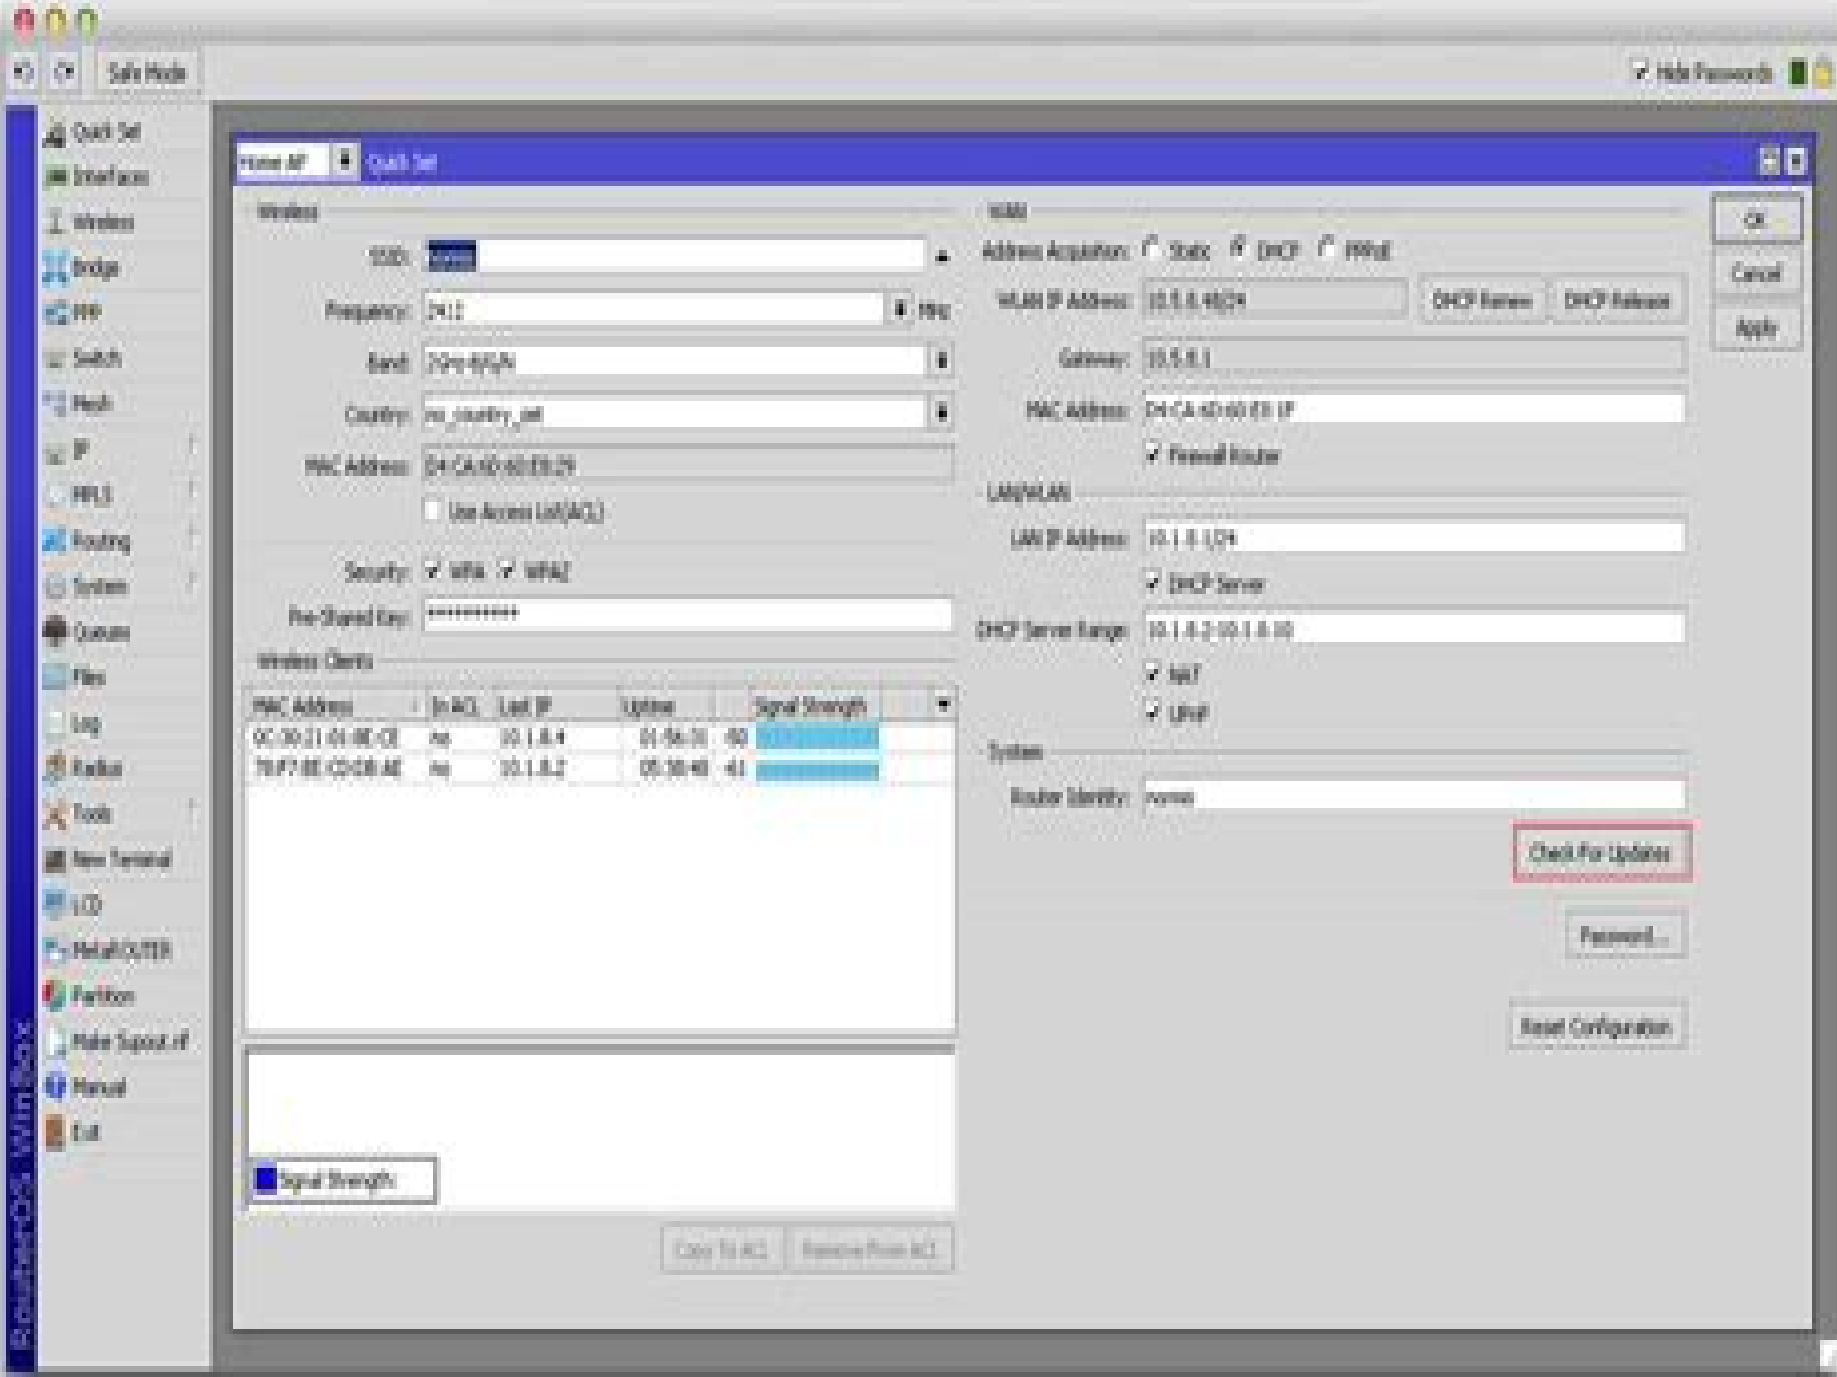 Safe Mode
Hide Passwords
Quick Set
Interfaces
Wireless
Bridge
PPP
Switch
Mesh
IP
MPLS
Routing
System
Queues
Files
Log
Radius
Tools
New Terminal
LCD
MetaROUTER
Partition
Make Supout.rif
Manual
Exit
RouterOS WinBox
Home AP Quick Set
Wireless
SSID:
Frequency: 2412 MHz
Band: 2GHz-B/G/N
Country: no_country_set
MAC Address:
Use Access List(ACL)
Security: WPA WPA2
Pre-Shared Key: ***********
Wireless Clients
MAC Address In ACL Last IP Uptime Signal Strength
no
no
Signal Strength:
Copy To ACL Remove From ACL
WAN
Address Acquisition: Static DHCP PPPoE
WLAN IP Address: DHCP Renew DHCP Release
Gateway:
MAC Address:
Firewall Router
LAN/WLAN
LAN IP Address:
DHCP Server
DHCP Server Range:
NAT
UPnP
System
Router Identity:
Check For Updates
Password...
Reset Configuration
OK
Cancel
Apply